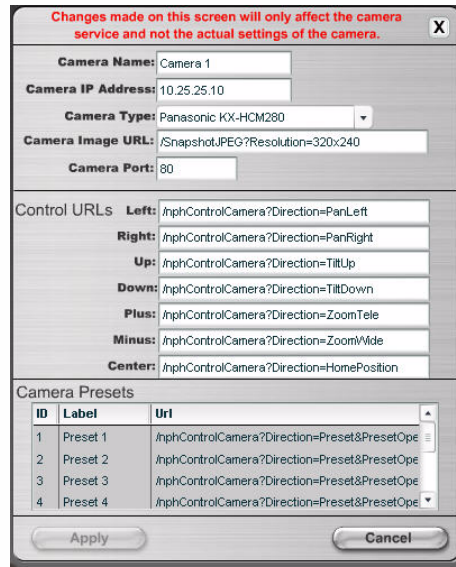 Changes made on this screen will only affect the camera
service and not the actual settings of the camera.
X
Camera Name: Camera 1
Camera IP Address: 10.25.25.10
Camera Type: Panasonic KX-HCM280
Camera Image URL: /SnapshotJPEG?Resolution=320x240
Camera Port: 80
Control URLs Left: /nphControlCamera?Direction=PanLeft
Right: /nphControlCamera?Direction=PanRight
Up: /nphControlCamera?Direction=TiltUp
Down: /nphControlCamera?Direction=TiltDown
Plus: /nphControlCamera?Direction=ZoomTele
Minus: /nphControlCamera?Direction=ZoomWide
Center: /nphControlCamera?Direction=HomePosition
Camera Presets
ID Label Url
1 Preset 1 /nphControlCamera?Direction=Preset&PresetOpe
2 Preset 2 /nphControlCamera?Direction=Preset&PresetOpe
3 Preset 3 /nphControlCamera?Direction=Preset&PresetOpe
4 Preset 4 /nphControlCamera?Direction=Preset&PresetOpe
Apply Cancel